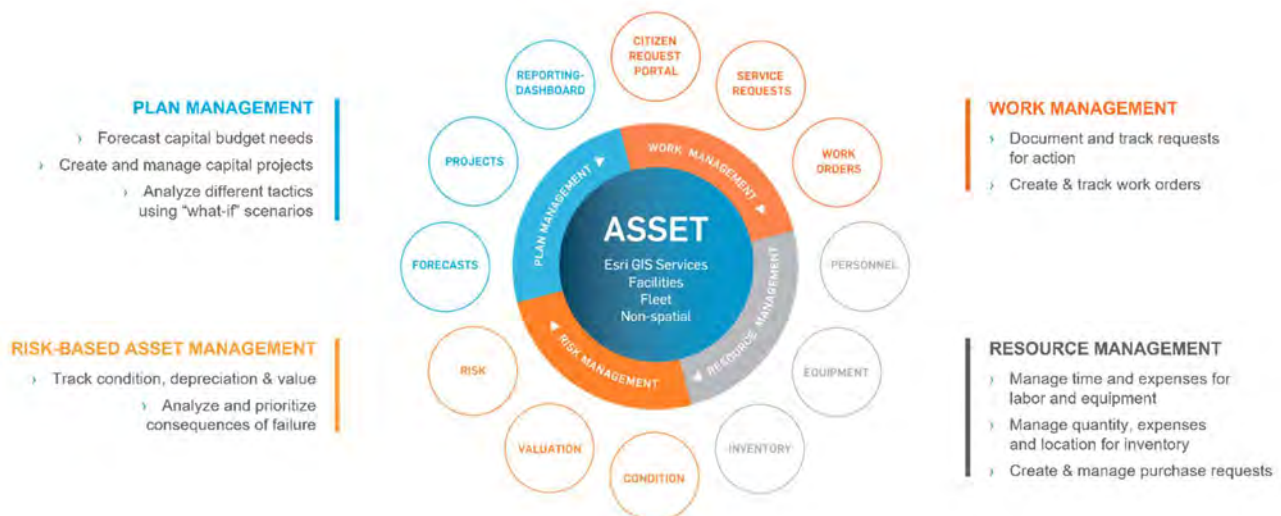 PLAN MANAGEMENT
› Forecast capital budget needs
› Create and manage capital projects
› Analyze different tactics
using “what-if” scenarios
RISK-BASED ASSET MANAGEMENT
› Track condition, depreciation & value
› Analyze and prioritize
consequences of failure
CITIZEN
REQUEST
PORTAL
SERVICE
REQUESTS
WORK
ORDERS
PERSONNEL
EQUIPMENT
INVENTORY
CONDITION
VALUATION
RISK
FORECASTS
PROJECTS
REPORTING-
DASHBOARD
PLAN MANAGEMENT
WORK MANAGEMENT
RESOURCE MANAGEMENT
RISK MANAGEMENT
ASSET
Esri GIS Services
Facilities
Fleet
Non-spatial
WORK MANAGEMENT
› Document and track requests
for action
› Create & track work orders
RESOURCE MANAGEMENT
› Manage time and expenses for
labor and equipment
› Manage quantity, expenses
and location for inventory
› Create & manage purchase requests